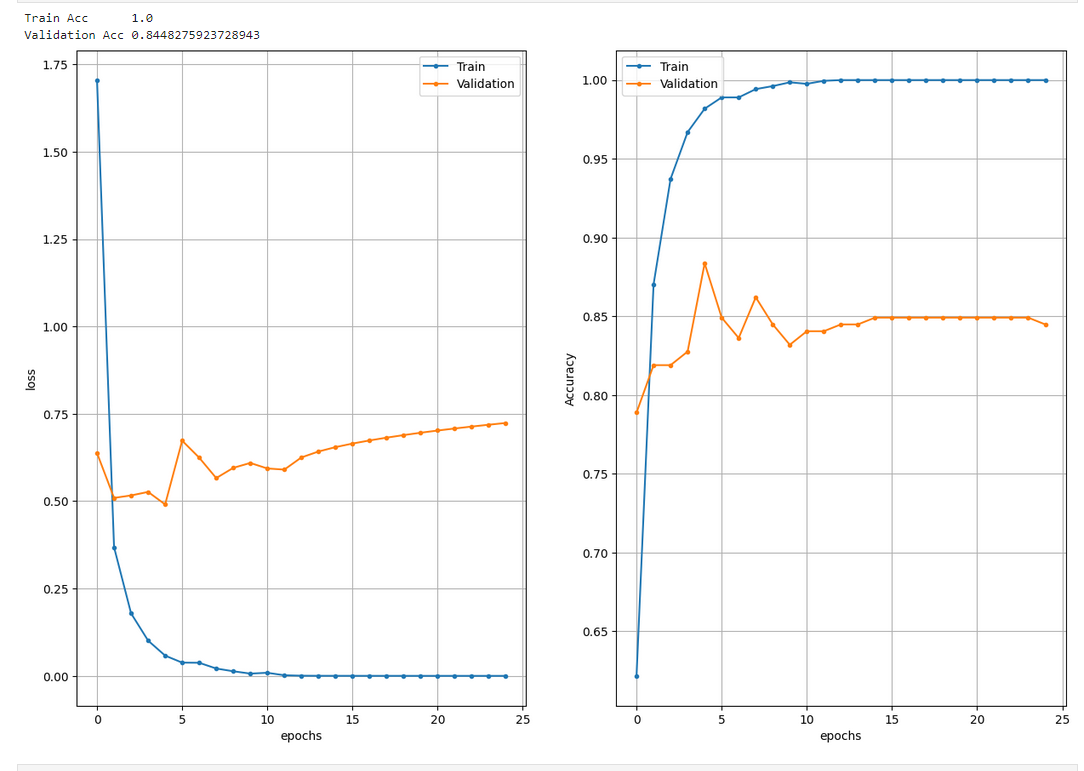 Train Acc 1.0
Validation Acc 0.8448275923728943
Train
Validation
1.75
1.50
1.25
1.00
0.75
0.50
0.25
0.00
loss
0 5 10 15 20 25
epochs
Train
Validation
1.00
0.95
0.90
0.85
0.80
0.75
0.70
0.65
Accuracy
0 5 10 15 20 25
epochs